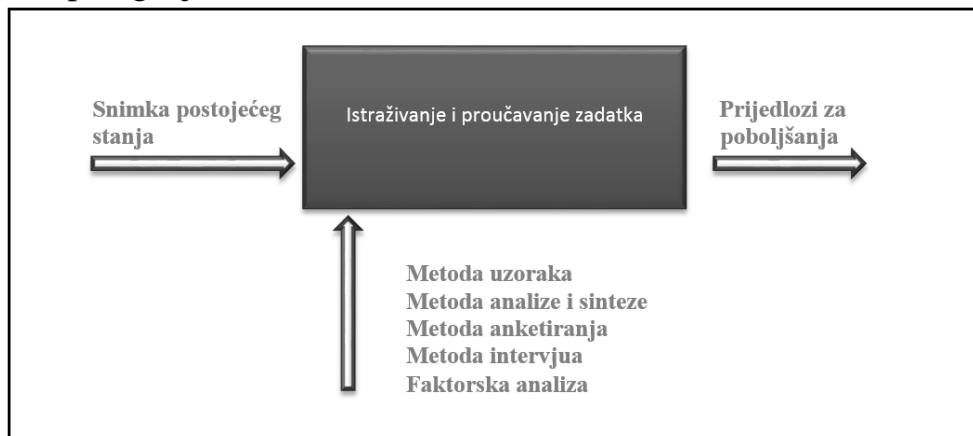 Snimka postojećeg
stanja
Istraživanje i proučavanje zadatka
Prijedlozi za
poboljšanja
Metoda uzoraka
Metoda analize i sinteze
Metoda anketiranja
Metoda intervjua
Faktorska analiza